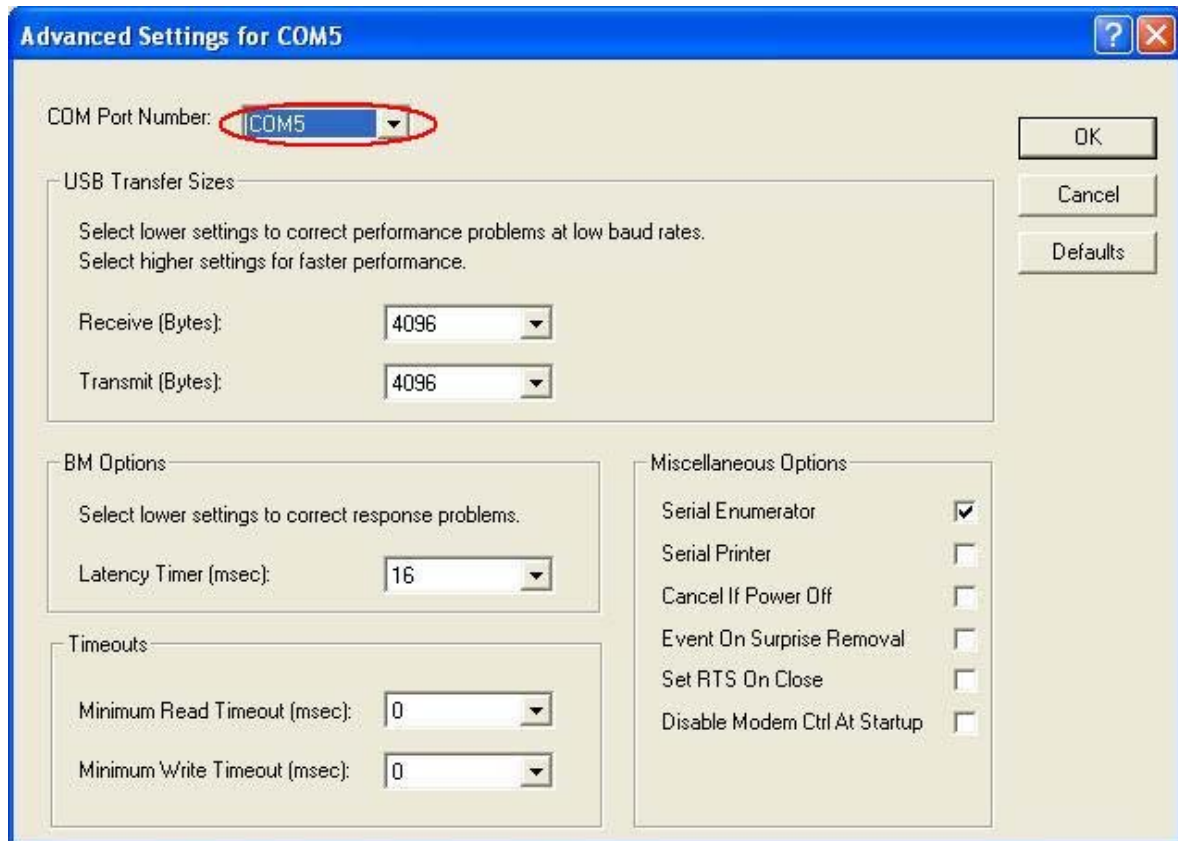 Advanced Settings for COM5
COM Port Number: COM5
OK
Cancel
Defaults
USB Transfer Sizes
Select lower settings to correct performance problems at low baud rates.
Select higher settings for faster performance.
Receive (Bytes): 4096
Transmit (Bytes): 4096
BM Options
Select lower settings to correct response problems.
Latency Timer (msec): 16
Timeouts
Minimum Read Timeout (msec): 0
Minimum Write Timeout (msec): 0
Miscellaneous Options
Serial Enumerator
Serial Printer
Cancel If Power Off
Event On Surprise Removal
Set RTS On Close
Disable Modem Ctrl At Startup